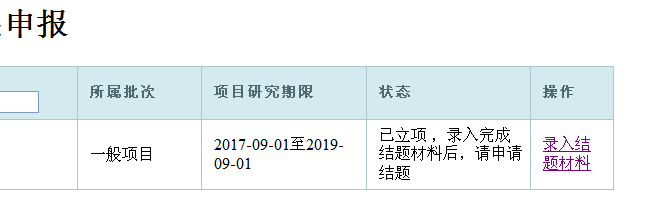 申报
所属批次 项目研究期限 状态 操作
一般项目
2017-09-01至2019-
09-01
已立项，录入完成
结题材料后，请申请
结题
录入结
题材料